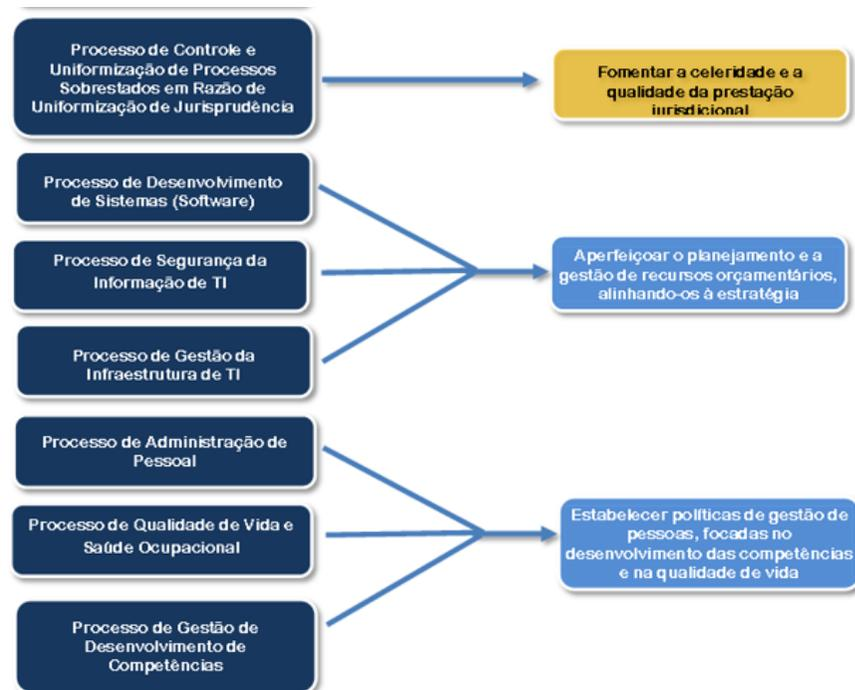 Processo de Controle e
Uniformização de Processos
Sobrestados em Razão de
Uniformização de Jurisprudência
Fomentar a celeridade e a
qualidade da prestação
jurisdicional
Processo de Desenvolvimento
de Sistemas (Software)
Processo de Segurança da
Informação de TI
Aperfeiçoar o planejamento e a
gestão de recursos orçamentários,
alinhando-os à estratégia
Processo de Gestão da
Infraestrutura de TI
Processo de Administração de
Pessoal
Processo de Qualidade de Vida e
Saúde Ocupacional
Estabelecer políticas de gestão de
pessoas, focadas no
desenvolvimento das competências
e na qualidade de vida
Processo de Gestão de
Desenvolvimento de
Competências